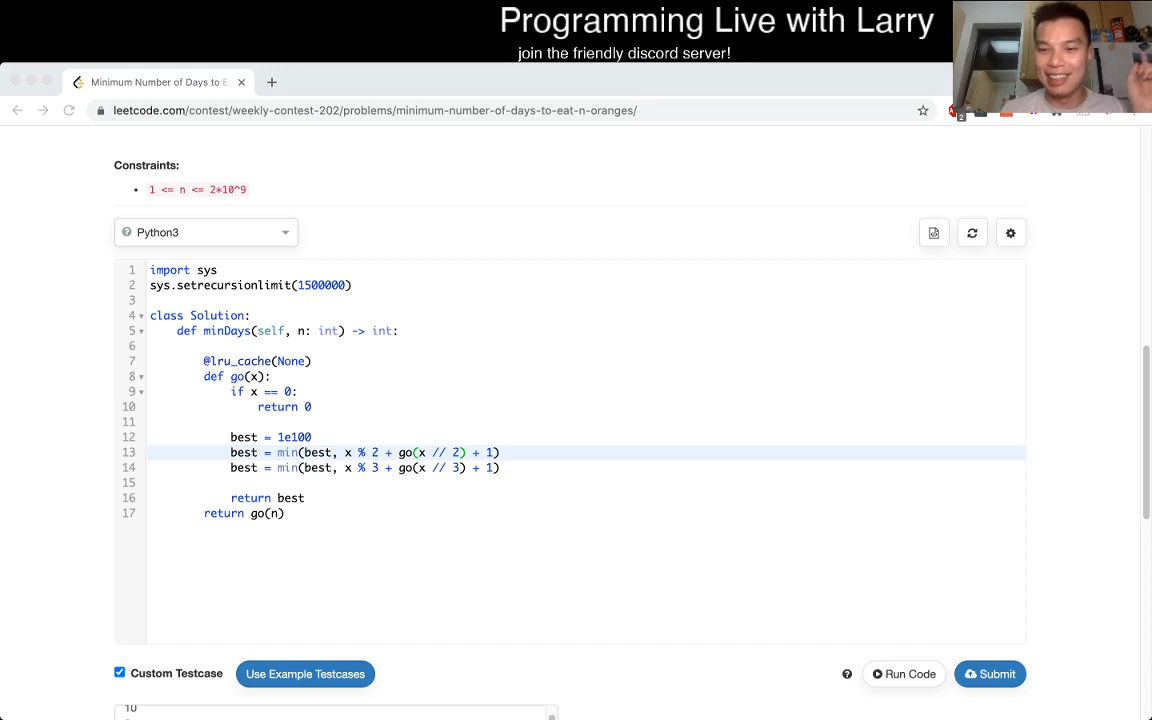 Programming Live with Larry
join the friendly discord server!
Minimum Number of Days to E
leetcode.com/contest/weekly-contest-202/problems/minimum-number-of-days-to-eat-n-oranges/
2
Constraints:
1 <= n <= 2*10^9
Python3
1 import sys
2 sys.setrecursionlimit(1500000)
3
4 class Solution:
5 def minDays(self, n: int) -> int:
6
7 @lru_cache(None)
8 def go(x):
9 if x == 0:
10 return 0
11
12 best = 1e100
13 best = min(best, x % 2 + go(x // 2) + 1)
14 best = min(best, x % 3 + go(x // 3) + 1)
15
16 return best
17 return go(n)
Custom Testcase
Use Example Testcases
?
Run Code
Submit
10